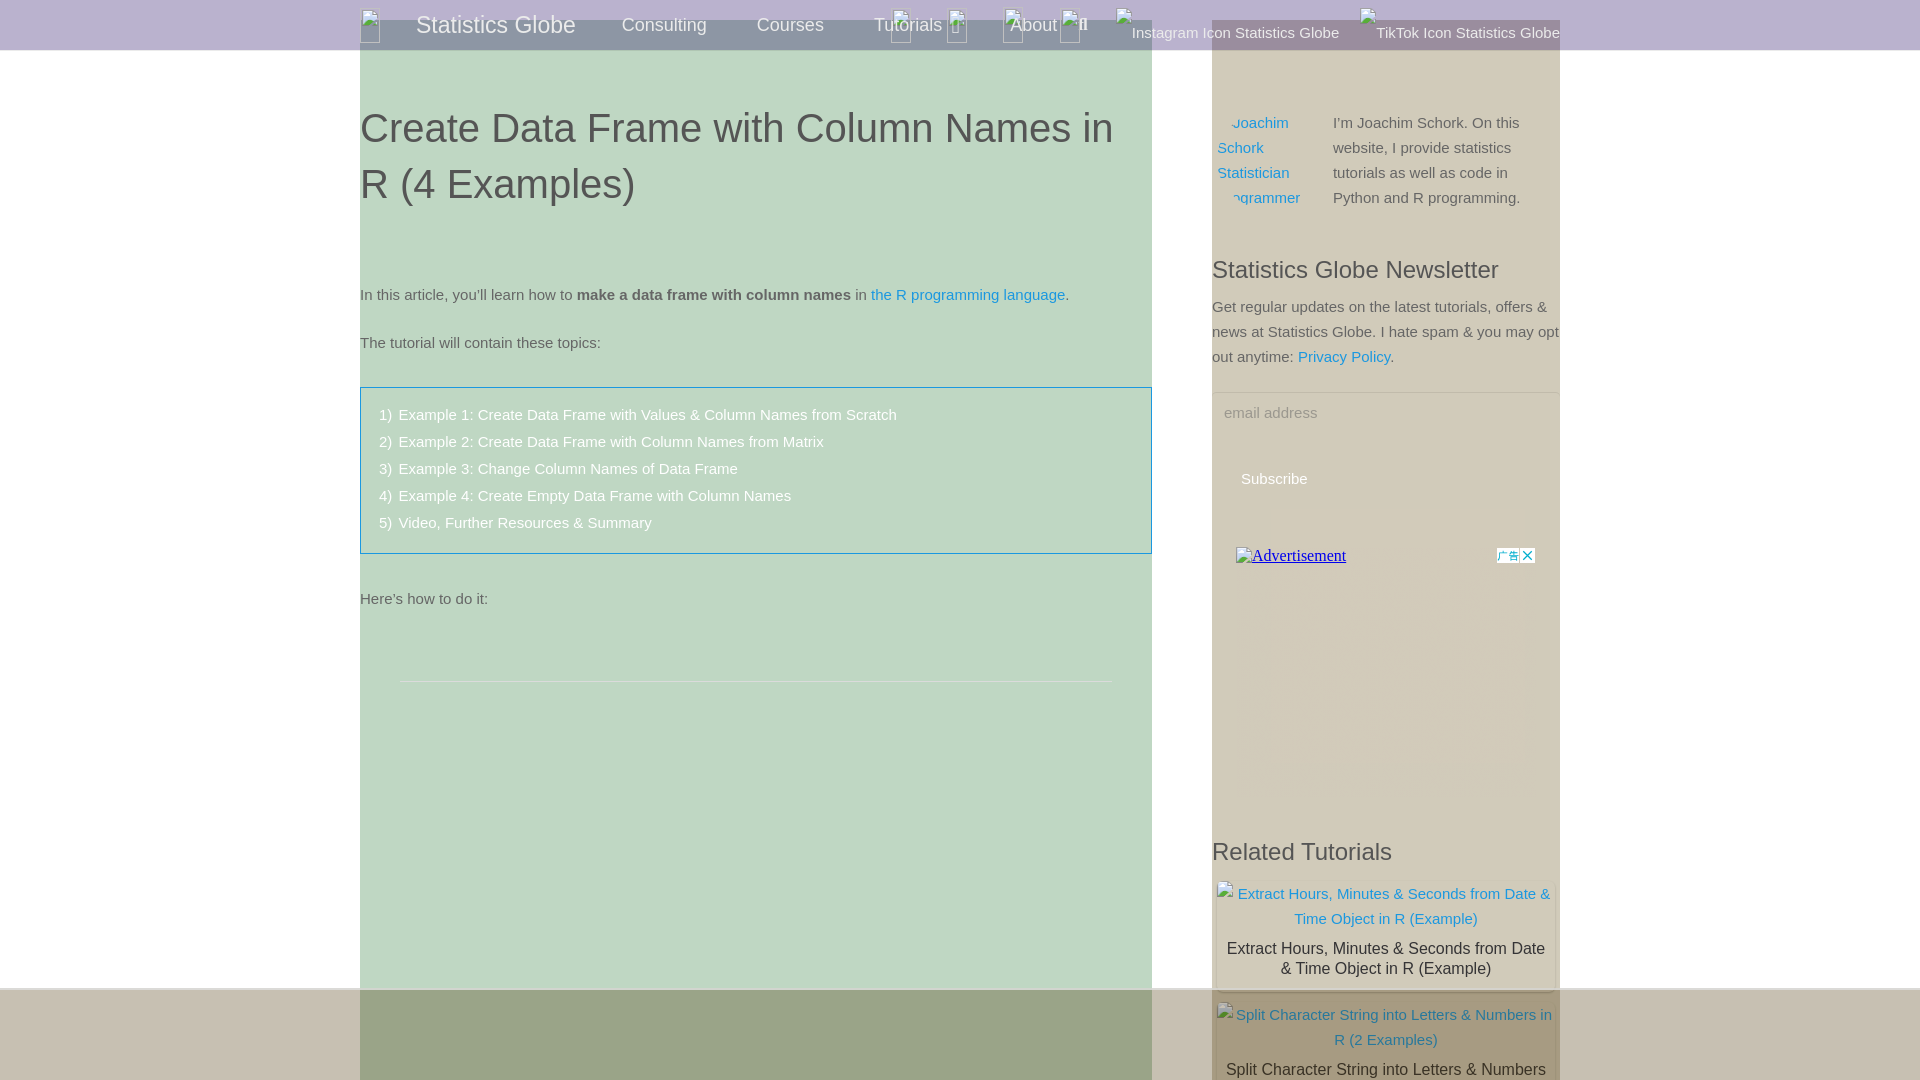 Statistics Globe Consulting Courses Tutorials About Instagram Icon Statistics Globe TikTok Icon Statistics Globe
Create Data Frame with Column Names in
R (4 Examples)
In this article, you’ll learn how to make a data frame with column names in the R programming language.
The tutorial will contain these topics:
1) Example 1: Create Data Frame with Values & Column Names from Scratch
2) Example 2: Create Data Frame with Column Names from Matrix
3) Example 3: Change Column Names of Data Frame
4) Example 4: Create Empty Data Frame with Column Names
5) Video, Further Resources & Summary
Here’s how to do it:
Joachim
Schork
Statistician
ogrammer
I’m Joachim Schork. On this
website, I provide statistics
tutorials as well as code in
Python and R programming.
Statistics Globe Newsletter
Get regular updates on the latest tutorials, offers &
news at Statistics Globe. I hate spam & you may opt
out anytime: Privacy Policy.
email address
Subscribe
Advertisement 广告
Related Tutorials
Extract Hours, Minutes & Seconds from Date &
Time Object in R (Example)
Extract Hours, Minutes & Seconds from Date
& Time Object in R (Example)
Split Character String into Letters & Numbers in
R (2 Examples)
Split Character String into Letters & Numbers